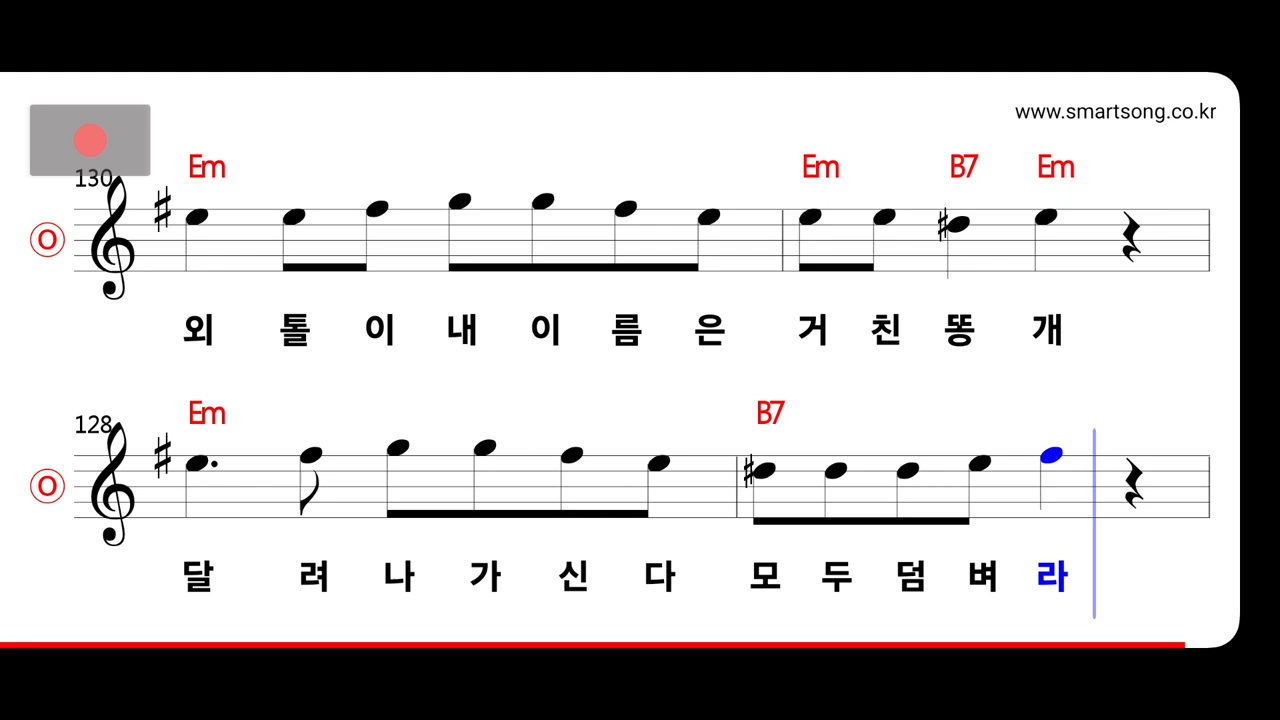 www.smartsong.co.kr
130
Em Em B7 Em
O
외 톨 이 내 이 름 은 거 친 똥 개
128
Em B7
O
달 려 나 가 신 다 모 두 덤 벼 라